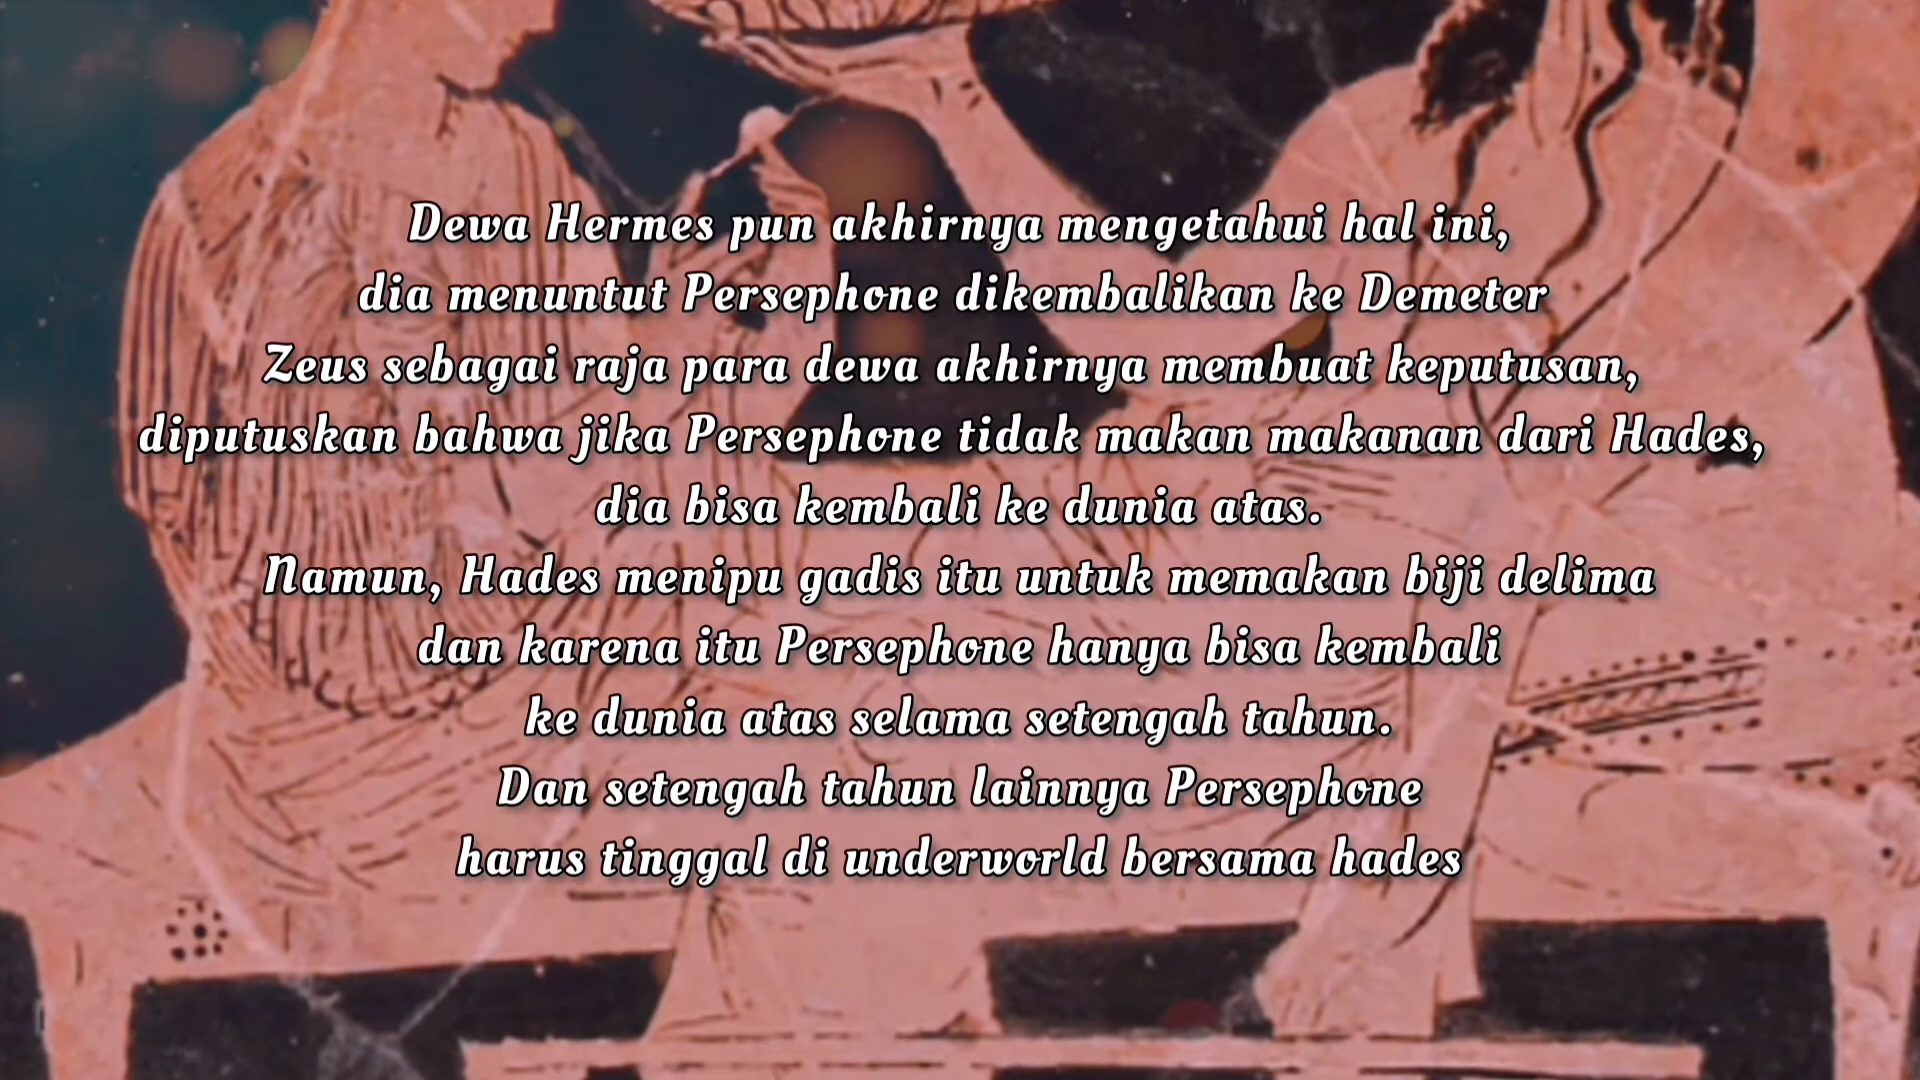 Dewa Hermes pun akhirnya mengetahui hal ini,
dia menuntut Persephone dikembalikan ke Demeter
Zeus sebagai raja para dewa akhirnya membuat keputusan,
diputuskan bahwa jika Persephone tidak makan makanan dari Hades,
dia bisa kembali ke dunia atas.
Namun, Hades menipu gadis itu untuk memakan biji delima
dan karena itu Persephone hanya bisa kembali
ke dunia atas selama setengah tahun.
Dan setengah tahun lainnya Persephone
harus tinggal di underworld bersama hades